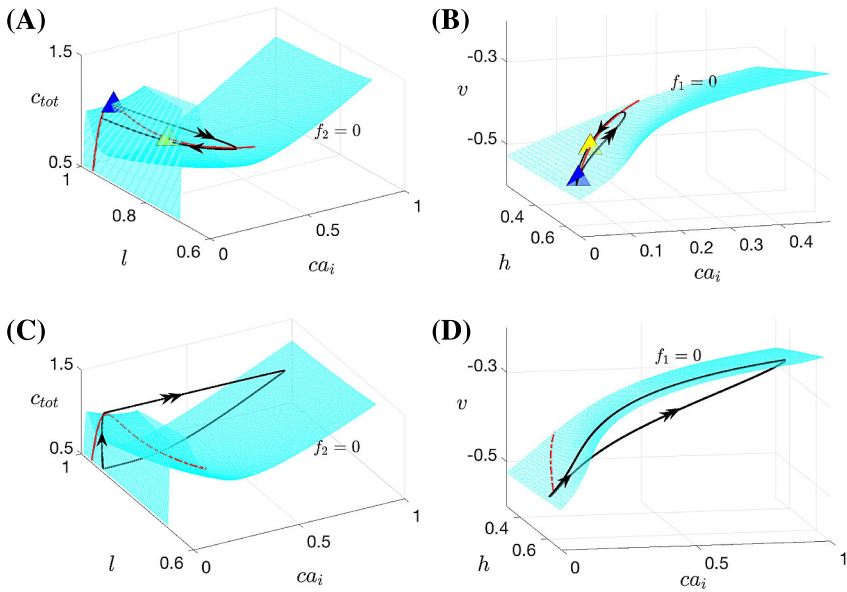 (A)
1.5
c_tot
0.5
1
0.8
l
0.6
0
0.5
1
ca_i
f_2 = 0
(B)
-0.3
v
-0.5
0.4
0.6
h
0
0.1
0.2
0.3
0.4
ca_i
f_1 = 0
(C)
1.5
c_tot
0.5
1
l
0.6
0
0.5
1
ca_i
f_2 = 0
(D)
-0.3
v
-0.5
0.4
0.6
h
0
0.5
1
ca_i
f_1 = 0